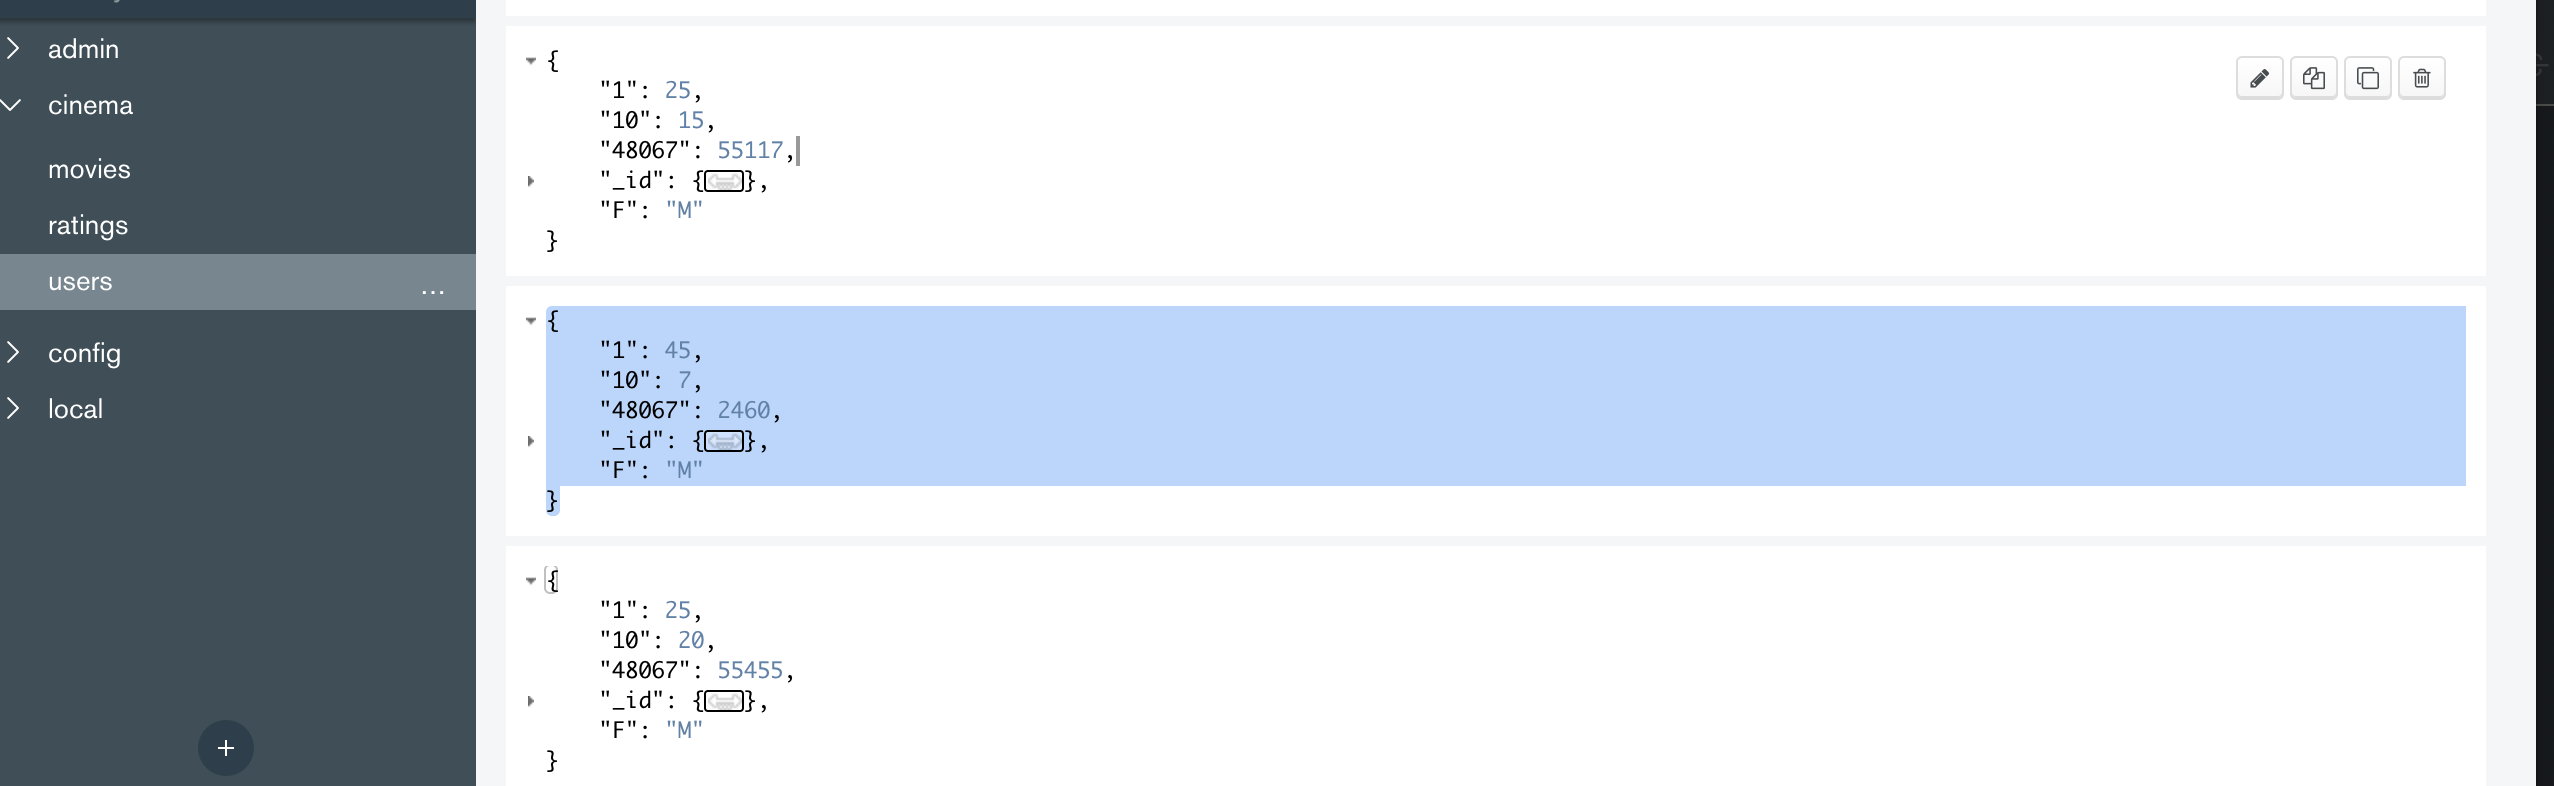 admin
cinema
movies
ratings
users
...
config
local
+
{
"1": 25,
"10": 15,
"48067": 55117,
"_id": {},
"F": "M"
}
{
"1": 45,
"10": 7,
"48067": 2460,
"_id": {},
"F": "M"
}
{
"1": 25,
"10": 20,
"48067": 55455,
"_id": {},
"F": "M"
}